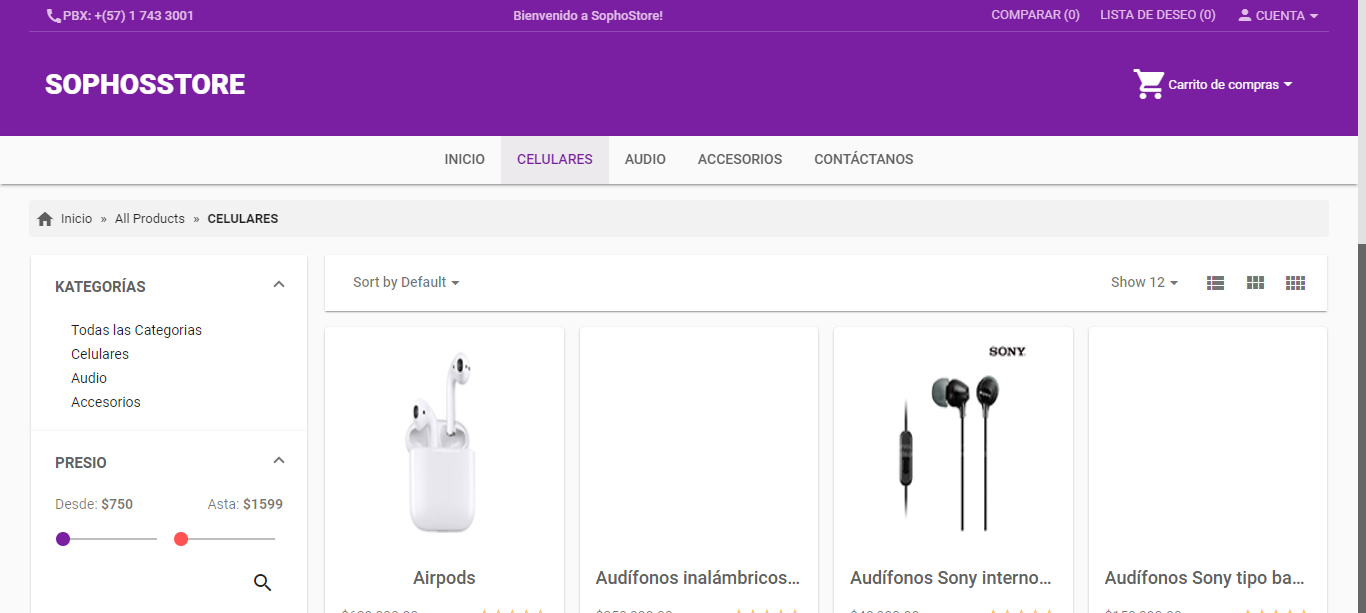 PBX: +(57) 1 743 3001
Bienvenido a SophoStore!
COMPARAR (0)
LISTA DE DESEO (0)
CUENTA
SOPHOSSTORE
Carrito de compras
INICIO
CELULARES
AUDIO
ACCESORIOS
CONTÁCTANOS
Inicio » All Products » CELULARES
KATEGORÍAS
Todas las Categorias
Celulares
Audio
Accesorios
PRESIO
Desde: $750
Asta: $1599
Sort by Default
Show 12
SONY
Airpods
Audífonos inalámbricos...
Audífonos Sony interno...
Audífonos Sony tipo ba...